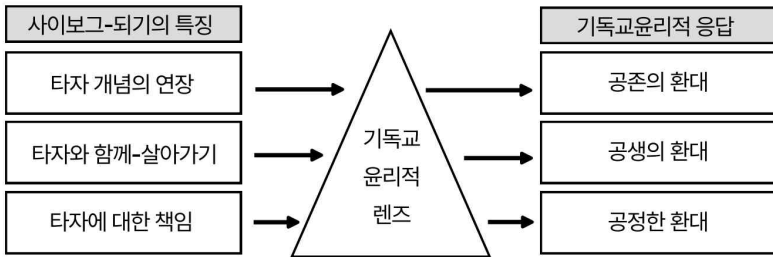 사이보그-되기의 특징
기독교윤리적 응답
타자 개념의 연장
공존의 환대
타자와 함께-살아가기
기독교
윤리적
렌즈
공생의 환대
타자에 대한 책임
공정한 환대